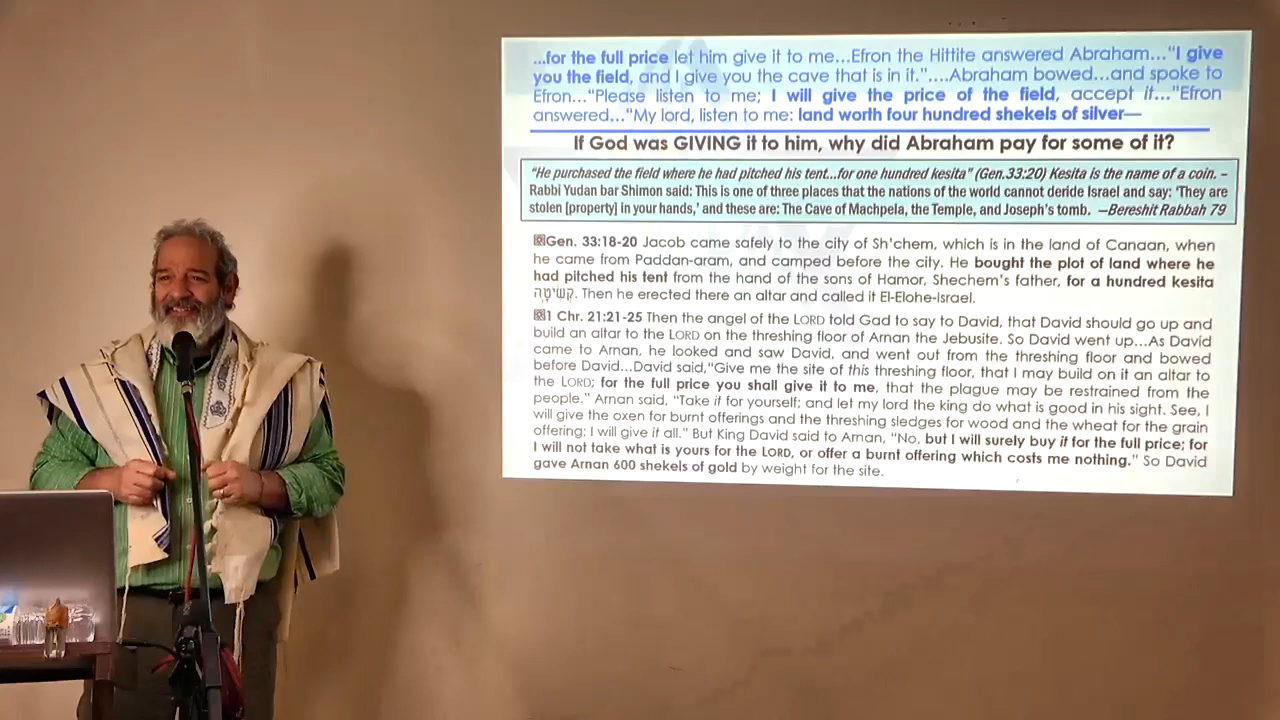 ...for the full price let him give it to me...Efron the Hittite answered Abraham..."I give
you the field, and I give you the cave that is in it."....Abraham bowed...and spoke to
Efron..."Please listen to me; I will give the price of the field, accept it..."Efron
answered..."My lord, listen to me: land worth four hundred shekels of silver—
If God was GIVING it to him, why did Abraham pay for some of it?
"He purchased the field where he had pitched his tent...for one hundred kesita" (Gen.33:20) Kesita is the name of a coin. –
Rabbi Yudan bar Shimon said: This is one of three places that the nations of the world cannot deride Israel and say: 'They are
stolen [property] in your hands,' and these are: The Cave of Machpela, the Temple, and Joseph's tomb. —Bereshit Rabbah 79
Gen. 33:18-20 Jacob came safely to the city of Sh'chem, which is in the land of Canaan, when
he came from Paddan-aram, and camped before the city. He bought the plot of land where he
had pitched his tent from the hand of the sons of Hamor, Shechem's father, for a hundred kesita
קְשִׂיטָה. Then he erected there an altar and called it El-Elohe-Israel.
1 Chr. 21:21-25 Then the angel of the LORD told Gad to say to David, that David should go up and
build an altar to the LORD on the threshing floor of Arnan the Jebusite. So David went up...As David
came to Arnan, he looked and saw David, and went out from the threshing floor and bowed
before David...David said,"Give me the site of this threshing floor, that I may build on it an altar to
the LORD; for the full price you shall give it to me, that the plague may be restrained from the
people." Arnan said, "Take it for yourself; and let my lord the king do what is good in his sight. See, I
will give the oxen for burnt offerings and the threshing sledges for wood and the wheat for the grain
offering; I will give it all." But King David said to Arnan, "No, but I will surely buy it for the full price; for
I will not take what is yours for the LORD, or offer a burnt offering which costs me nothing." So David
gave Arnan 600 shekels of gold by weight for the site.